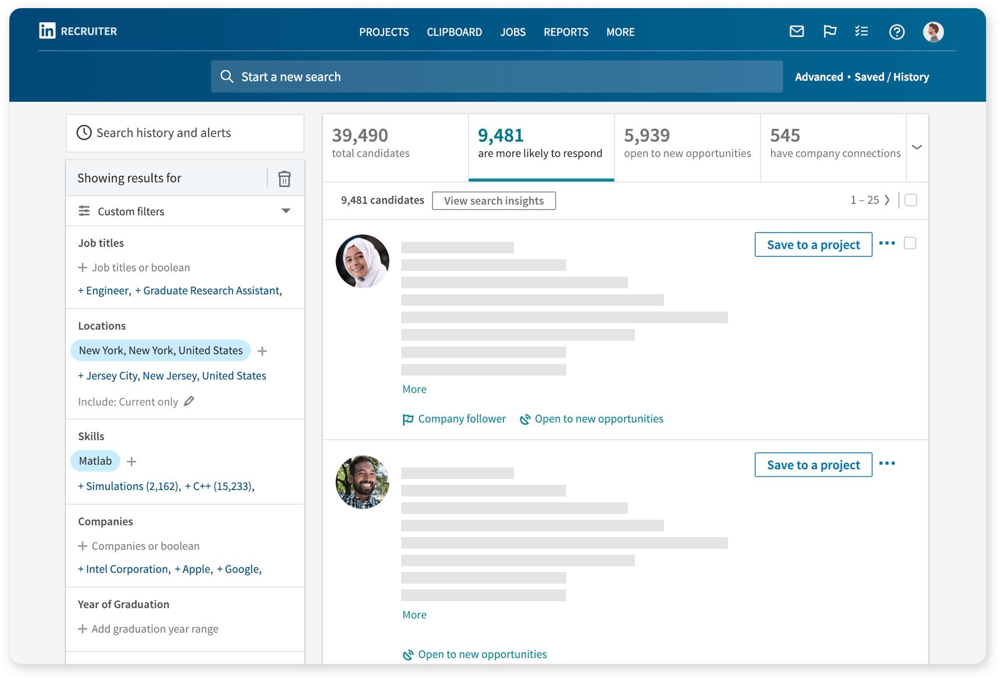 in RECRUITER
PROJECTS CLIPBOARD JOBS REPORTS MORE
Start a new search
Advanced • Saved / History
Search history and alerts
Showing results for
Custom filters
Job titles
+ Job titles or boolean
+ Engineer, + Graduate Research Assistant,
Locations
New York, New York, United States +
+ Jersey City, New Jersey, United States
Include: Current only
Skills
Matlab +
+ Simulations (2,162), + C++ (15,233),
Companies
+ Companies or boolean
+ Intel Corporation, + Apple, + Google,
Year of Graduation
+ Add graduation year range
39,490
total candidates
9,481
are more likely to respond
5,939
open to new opportunities
545
have company connections
9,481 candidates
View search insights
1 – 25
Save to a project
More
Company follower
Open to new opportunities
Save to a project
More
Open to new opportunities